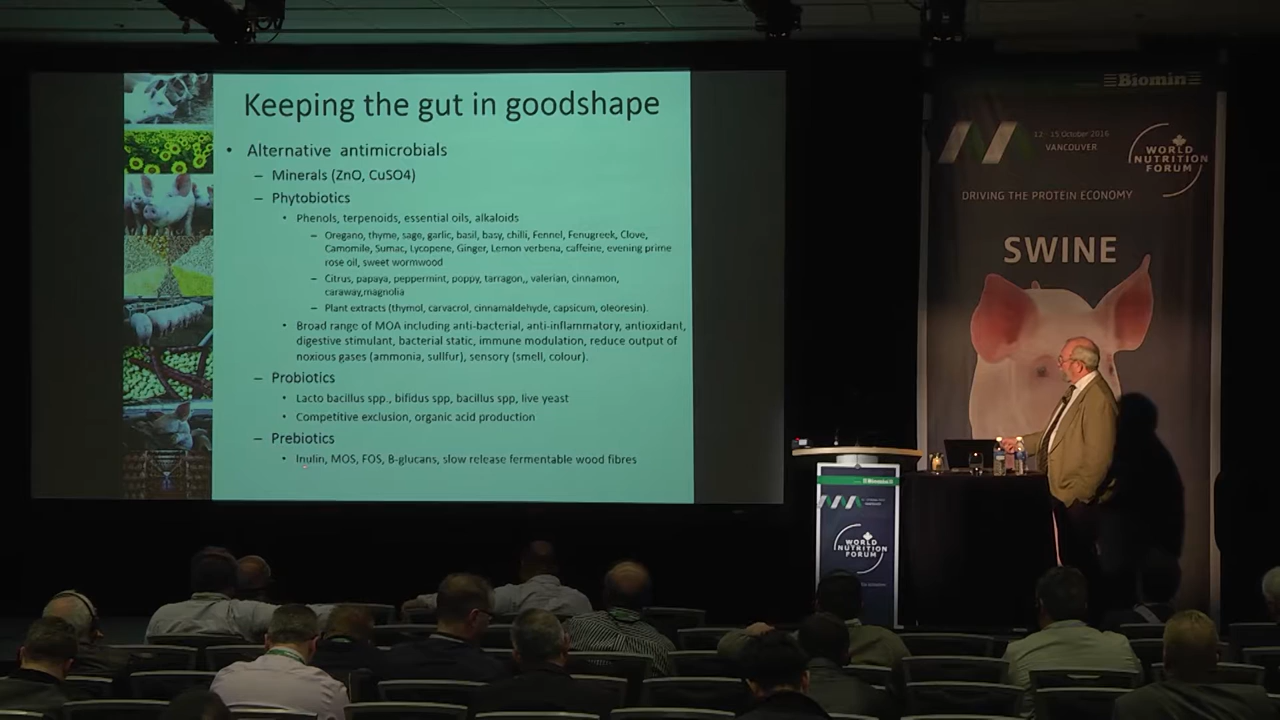 Keeping the gut in goodshape
• Alternative antimicrobials
– Minerals (ZnO, CuSO4)
– Phytobiotics
• Phenols, terpenoids, essential oils, alkaloids
– Oregano, thyme, sage, garlic, basil, basy, chilli, Fennel, Fenugreek, Clove,
Camomile, Sumac, Lycopene, Ginger, Lemon verbena, caffeine, evening prime
rose oil, sweet wormwood
– Citrus, papaya, peppermint, poppy, tarragon,, valerian, cinnamon,
caraway,magnolia
– Plant extracts (thymol, carvacrol, cinnamaldehyde, capsicum, oleoresin).
• Broad range of MOA including anti-bacterial, anti-inflammatory, antioxidant,
digestive stimulant, bacterial static, immune modulation, reduce output of
noxious gases (ammonia, sullfur), sensory (smell, colour).
– Probiotics
• Lacto bacillus spp., bifidus spp, bacillus spp, live yeast
• Competitive exclusion, organic acid production
– Prebiotics
• Inulin, MOS, FOS, B-glucans, slow release fermentable wood fibres
Biomin
12 - 15 October 2016
VANCOUVER
WORLD
NUTRITION
FORUM
DRIVING THE PROTEIN ECONOMY
SWINE
Biomin
VANCOUVER
WORLD
NUTRITION
FORUM